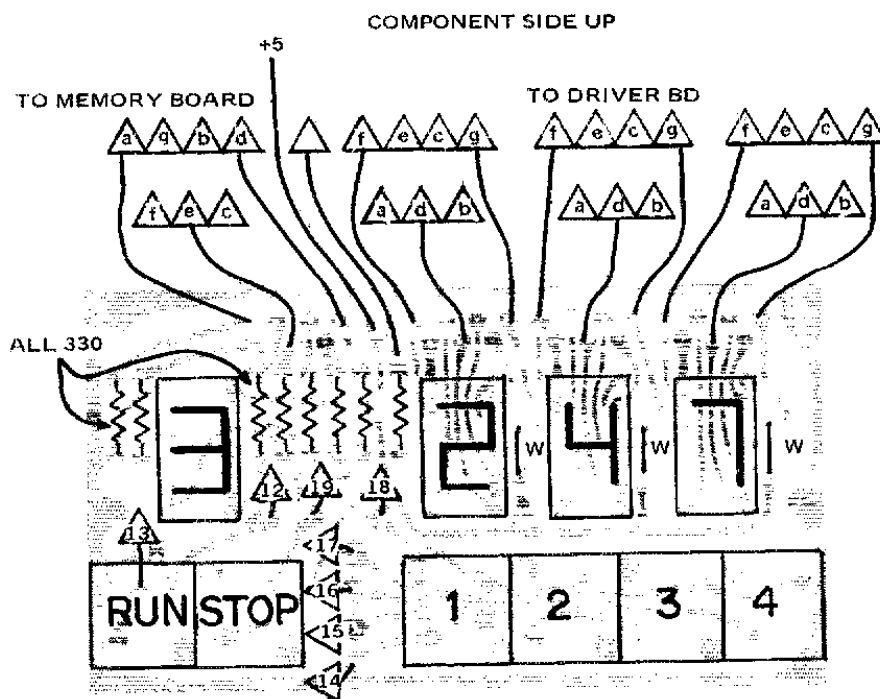 COMPONENT SIDE UP
+5
TO MEMORY BOARD
TO DRIVER BD
a g b d
f e c g
f e c g
f e c g
f e c
a d b
a d b
a d b
ALL 330
3 2 W 4 W 7 W
12 19 18
13
17
16
15
14
RUN STOP 1 2 3 4